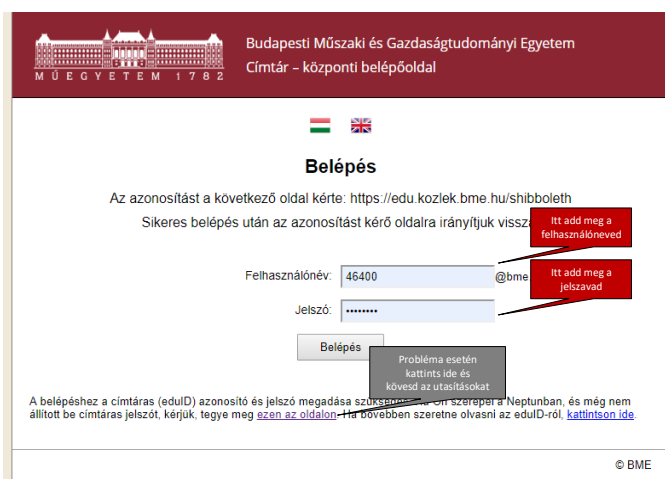 Budapesti Műszaki és Gazdaságtudományi Egyetem
Címtár – központi belépőoldal
MŰEGYETEM 1782
Belépés
Az azonosítást a következő oldal kérte: https://edu.kozlek.bme.hu/shibboleth
Sikeres belépés után az azonosítást kérő oldalra irányítjuk vissza
Itt add meg a
felhasználóneved
Felhasználónév: 46400 @bme.
Itt add meg a
jelszavad
Jelszó: ••••••••
Belépés
Probléma esetén
kattints ide és
kövesd az utasításokat
A belépéshez a címtáras (eduID) azonosító és jelszó megadása szükséges. Ha Ön szerepel a Neptunban, és még nem
állított be címtáras jelszót, kérjük, tegye meg ezen az oldalon. Ha bővebben szeretne olvasni az eduID-ról, kattintson ide.
© BME